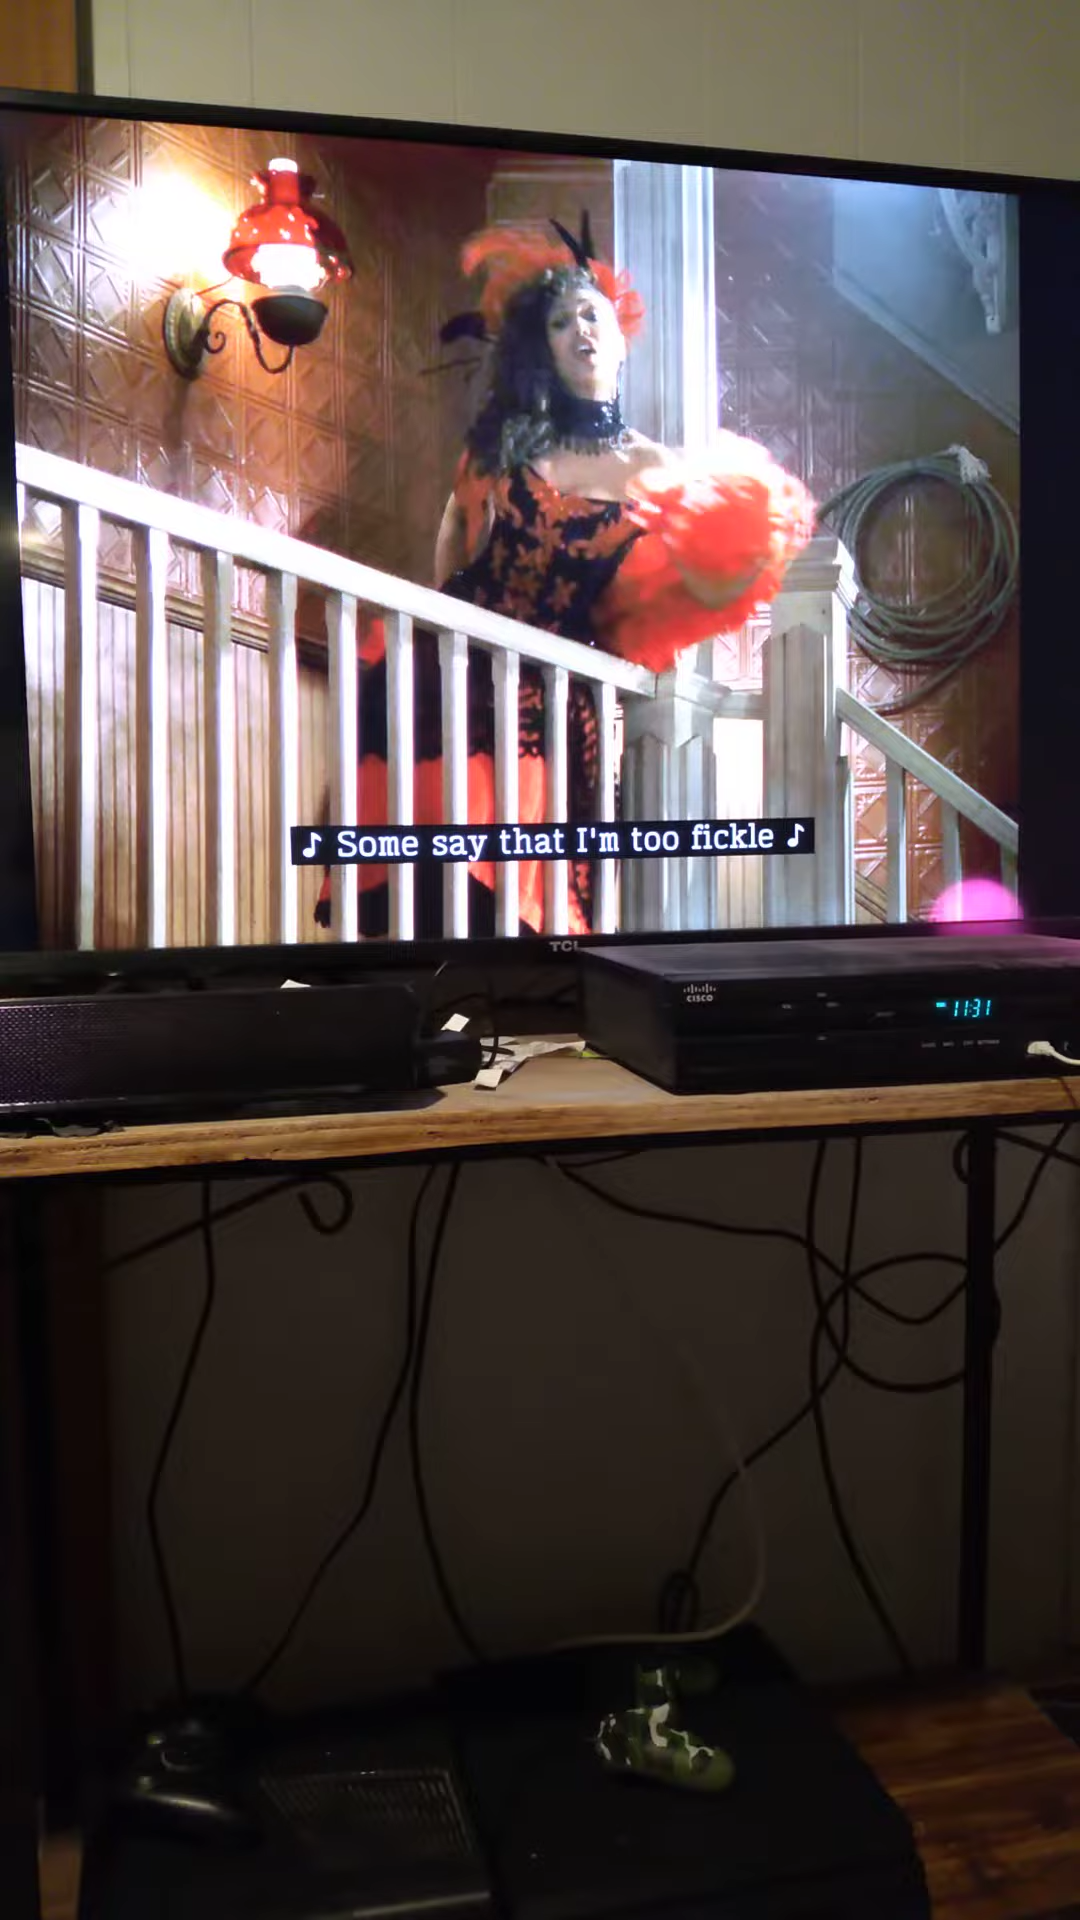 ♪ Some say that I'm too fickle ♪
TCL
CISCO
11:31